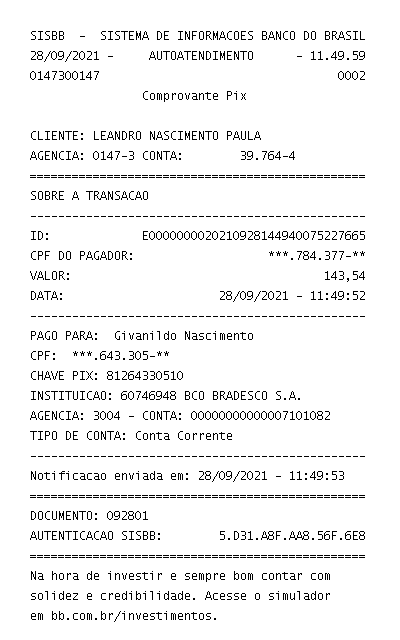 SISBB - SISTEMA DE INFORMACOES BANCO DO BRASIL
28/09/2021 - AUTOATENDIMENTO - 11.49.59
0147300147 0002
Comprovante Pix
CLIENTE: LEANDRO NASCIMENTO PAULA
AGENCIA: 0147-3 CONTA: 39.764-4
================================================
SOBRE A TRANSACAO
------------------------------------------------
ID: E00000000202109281449400752​27665
CPF DO PAGADOR: ***.784.377-**
VALOR: 143,54
DATA: 28/09/2021 - 11:49:52
------------------------------------------------
PAGO PARA: Givanildo Nascimento
CPF: ***.643.305-**
CHAVE PIX: 81264330510
INSTITUICAO: 60746948 BCO BRADESCO S.A.
AGENCIA: 3004 - CONTA: 00000000000007101082
TIPO DE CONTA: Conta Corrente
------------------------------------------------
Notificacao enviada em: 28/09/2021 - 11:49:53
================================================
DOCUMENTO: 092801
AUTENTICACAO SISBB: 5.D31.A8F.AA8.56F.6E8
================================================
Na hora de investir e sempre bom contar com
solidez e credibilidade. Acesse o simulador
em bb.com.br/investimentos.